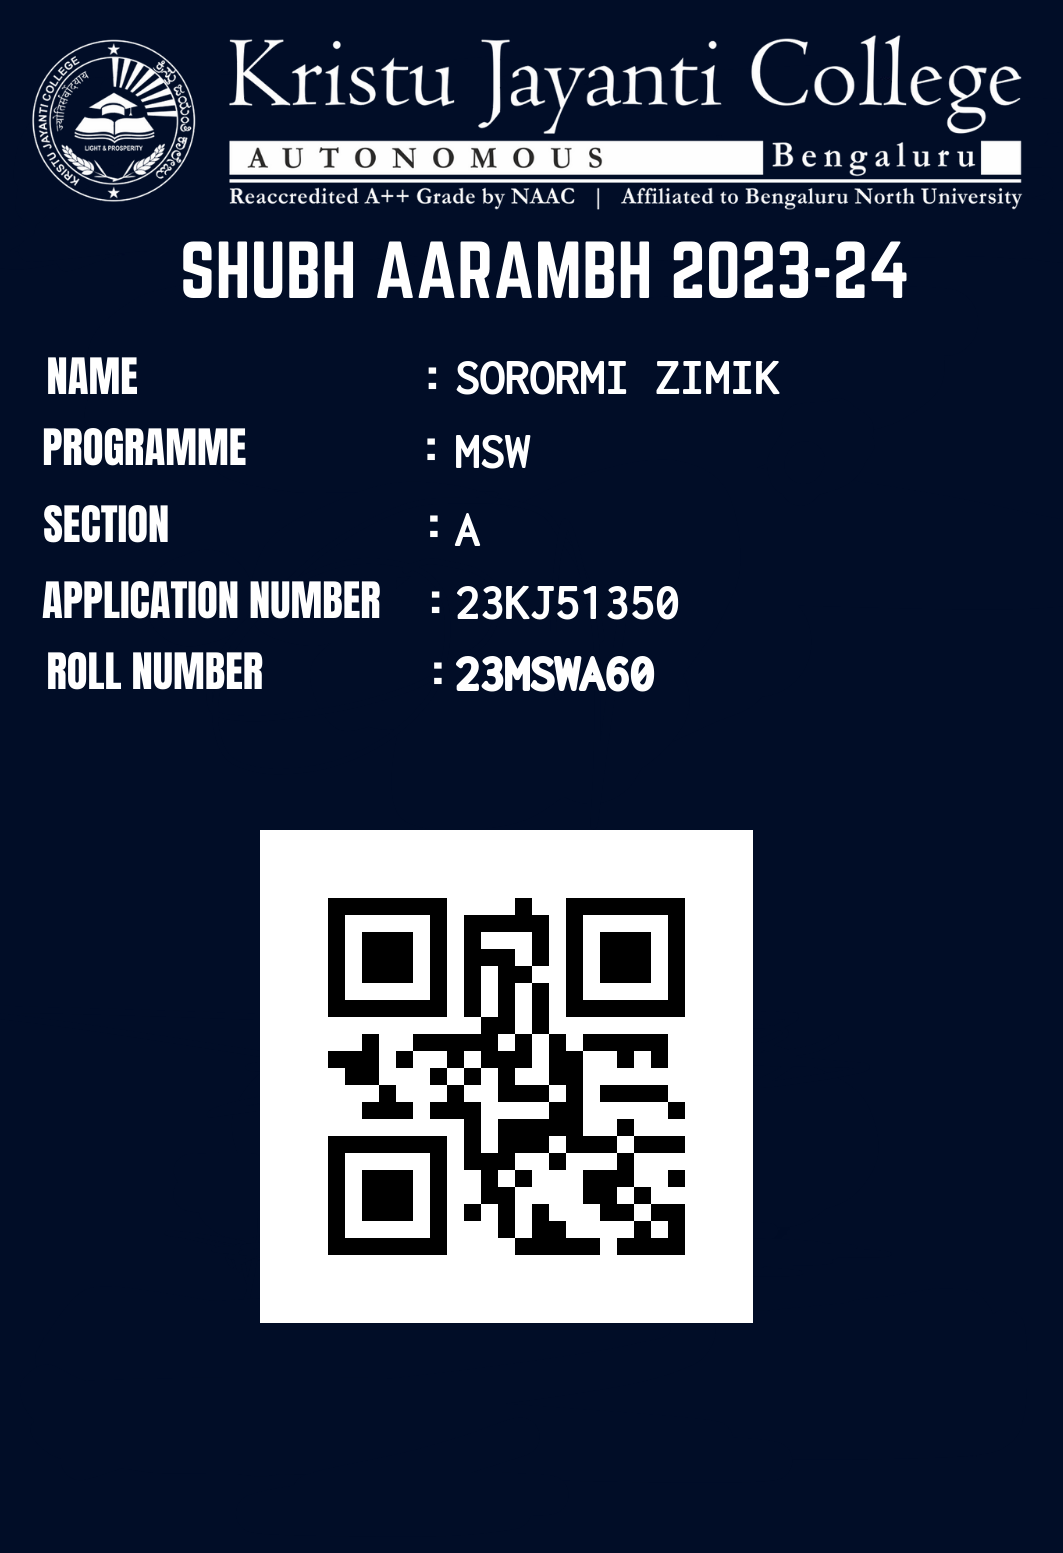 KRISTU JAYANTI COLLEGE
LIGHT & PROSPERITY
Kristu Jayanti College
AUTONOMOUS Bengaluru
Reaccredited A++ Grade by NAAC | Affiliated to Bengaluru North University
SHUBH AARAMBH 2023-24
NAME : SORORMI ZIMIK
PROGRAMME : MSW
SECTION : A
APPLICATION NUMBER : 23KJ51350
ROLL NUMBER : 23MSWA60